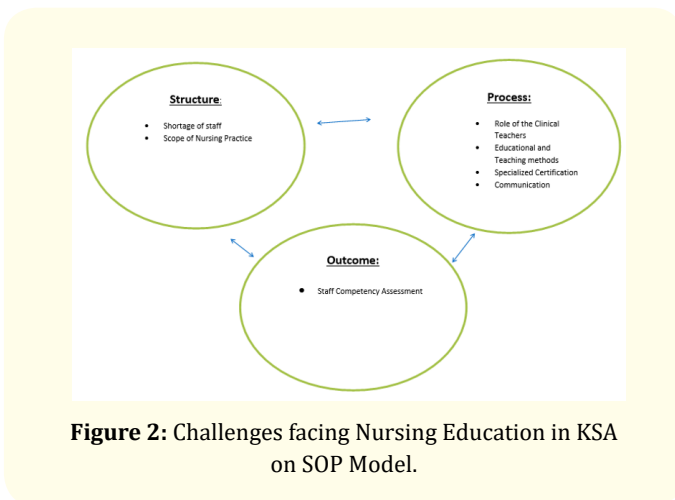 Structure:
• Shortage of staff
• Scope of Nursing Practice
Process:
• Role of the Clinical
Teachers
• Educational and
Teaching methods
• Specialized Certification
• Communication
Outcome:
• Staff Competency Assessment
Figure 2: Challenges facing Nursing Education in KSA
on SOP Model.